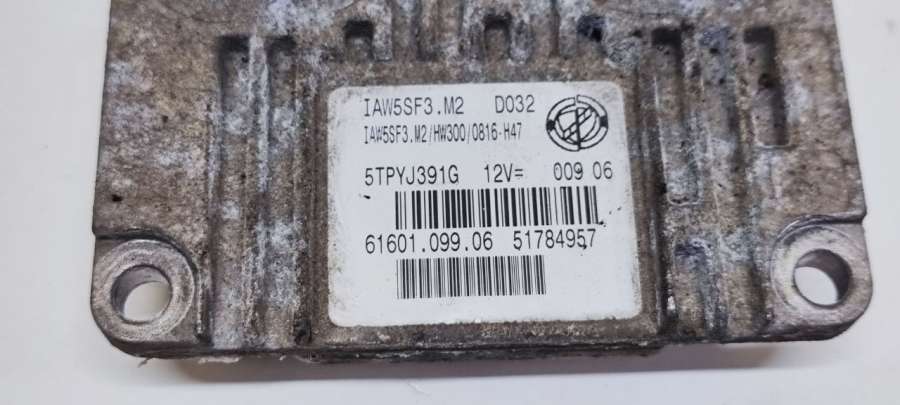 IAW5SF3.M2 D032
IAW5SF3.M2/HW300/0816-H47
5TPYJ391G 12V= 009 06
61601.099.06 51784957